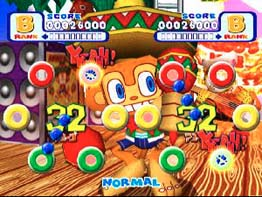 B SCORE SCORE B
RANK 00026000 00026000 RANK
YEAH!
32 32
YEAH!
NORMAL